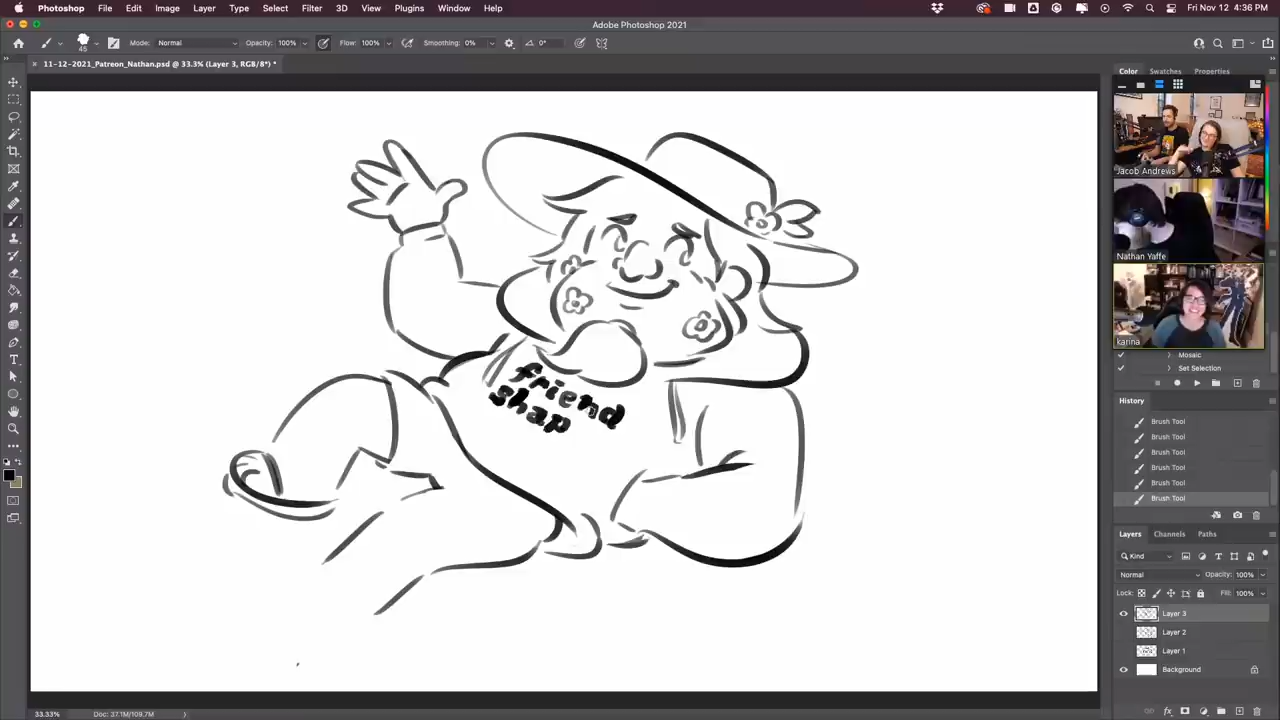 Photoshop File Edit Image Layer Type Select Filter 3D View Plugins Window Help Fri Nov 12 4:36 PM
Adobe Photoshop 2021
45 Mode: Normal Opacity: 100% Flow: 100% Smoothing: 0% 0°
11-12-2021_Patreon_Nathan.psd @ 33.3% (Layer 3, RGB/8*) *
Color Swatches Properties
Jacob Andrews
Nathan Yaffe
karina
friend
shap
Mosaic
Set Selection
History
Brush Tool
Brush Tool
Brush Tool
Brush Tool
Brush Tool
Brush Tool
Layers Channels Paths
Kind
Normal Opacity: 100%
Lock: Fill: 100%
Layer 3
Layer 2
Layer 1
Background
fx
33.33% Doc: 37.1M/109.7M